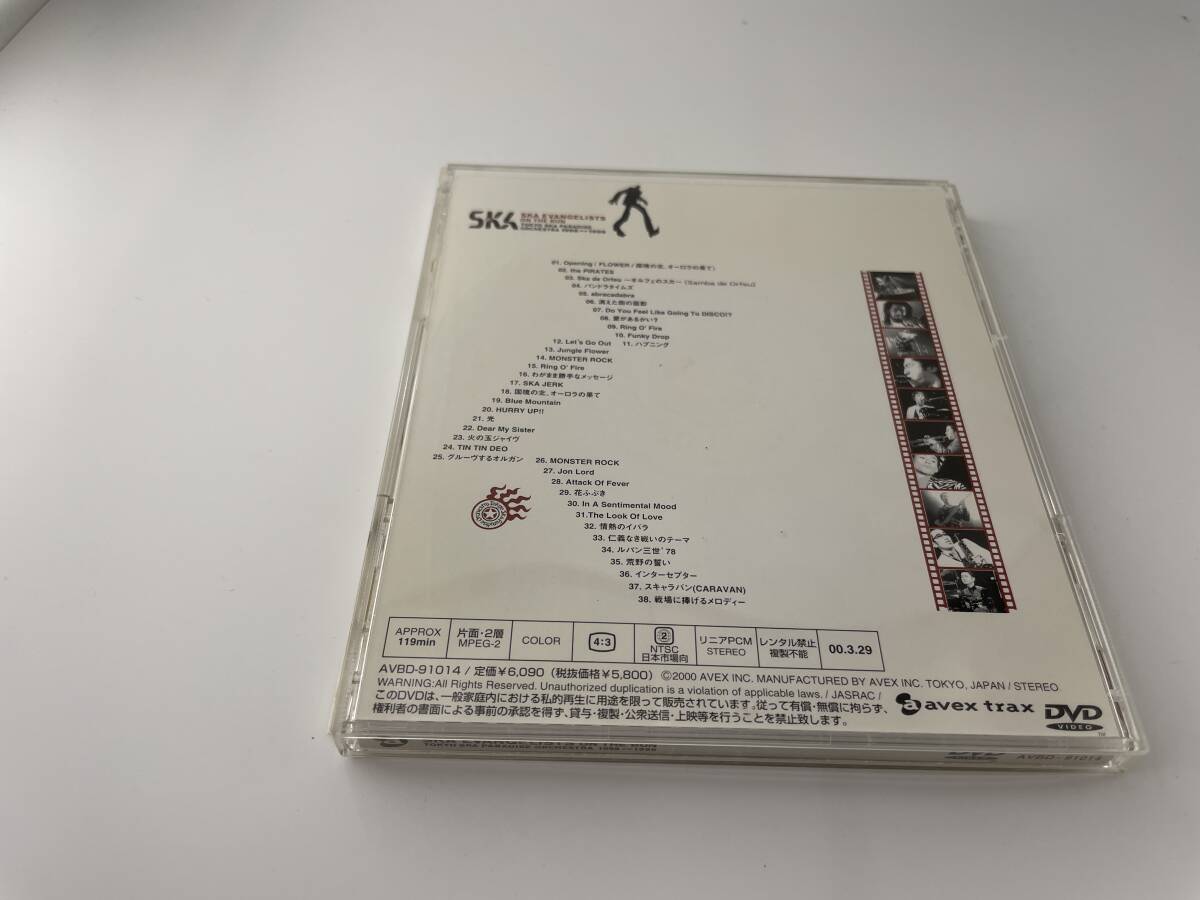 SKA
SKA EVANGELISTS
ON THE RUN
TOKYO SKA PARADISE
ORCHESTRA 1998~1999
01. Opening (FLOWER/国境の北、オーロラの果て)
02. the PIRATES
03. Ska de Orfeu ーオルフェのスカー (Samba de Orfeu)
04. パンドラタイムズ
05. abracadabra
06. 消えた街の振動
07. Do You Feel Like Going To DISCO!?
08. 愛があるかい?
09. Ring O' Fire
10. Funky Drop
12. Let's Go Out 11. ハプニング
13. Jungle Flower
14. MONSTER ROCK
15. Ring O' Fire
16. わがまま勝手なメッセージ
17. SKA JERK
18. 国境の北、オーロラの果て
19. Blue Mountain
20. HURRY UP!!
21. 光
22. Dear My Sister
23. 火の玉ジャイヴ
24. TIN TIN DEO
25. グルーヴするオルガン 26. MONSTER ROCK
27. Jon Lord
28. Attack Of Fever
29. 花ふぶき
30. In A Sentimental Mood
31.The Look Of Love
32. 情熱のイバラ
33. 仁義なき戦いのテーマ
34. ルパン三世'78
35. 荒野の誓い
36. インターセプター
37. スキャラバン(CARAVAN)
38. 戦場に捧げるメロディー
APPROX 119min
片面・2層 MPEG-2
COLOR
4:3
2 NTSC 日本市場向
リニアPCM STEREO
レンタル禁止 複製不能
00.3.29
AVBD-91014 / 定価¥6,090 (税抜価格¥5,800) ©2000 AVEX INC. MANUFACTURED BY AVEX INC. TOKYO, JAPAN / STEREO
WARNING:All Rights Reserved. Unauthorized duplication is a violation of applicable laws. / JASRAC /
このDVDは、一般家庭内における私的再生に用途を限って販売されています。従って有償・無償に拘らず、
権利者の書面による事前の承認を得ず、貸与・複製・公衆送信・上映等を行うことを禁止致します。
avex trax
DVD
VIDEO
SKA EVANGELISTS ON THE RUN
TOKYO SKA PARADISE ORCHESTRA 1998~1999
DVD
AVBD-91014